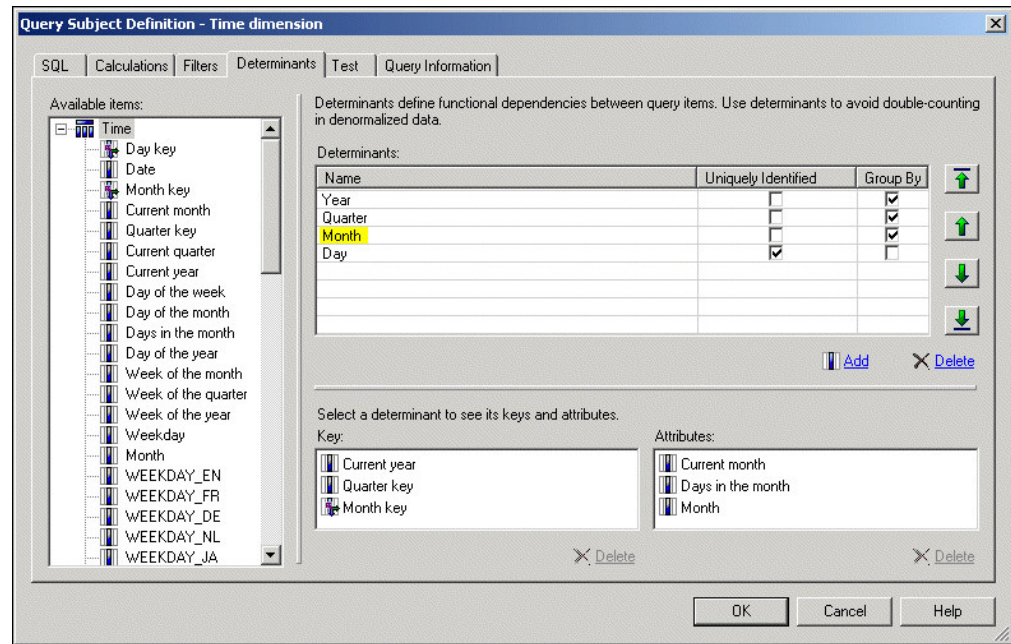 Query Subject Definition - Time dimension
SQL
Calculations
Filters
Determinants
Test
Query Information
Available items:
Time
Day key
Date
Month key
Current month
Quarter key
Current quarter
Current year
Day of the week
Day of the month
Days in the month
Day of the year
Week of the month
Week of the quarter
Week of the year
Weekday
Month
WEEKDAY_EN
WEEKDAY_FR
WEEKDAY_DE
WEEKDAY_NL
WEEKDAY_JA
Determinants define functional dependencies between query items. Use determinants to avoid double-counting
in denormalized data.
Determinants:
Name Uniquely Identified Group By
Year
Quarter
Month
Day
Add Delete
Select a determinant to see its keys and attributes.
Key:
Current year
Quarter key
Month key
Delete
Attributes:
Current month
Days in the month
Month
Delete
OK Cancel Help